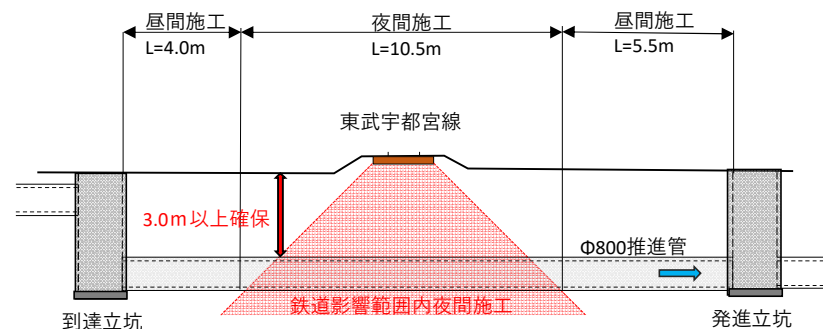 昼間施工
L=4.0m
夜間施工
L=10.5m
昼間施工
L=5.5m
東武宇都宮線
3.0m以上確保
Φ800推進管
鉄道影響範囲内夜間施工
到達立坑
発進立坑